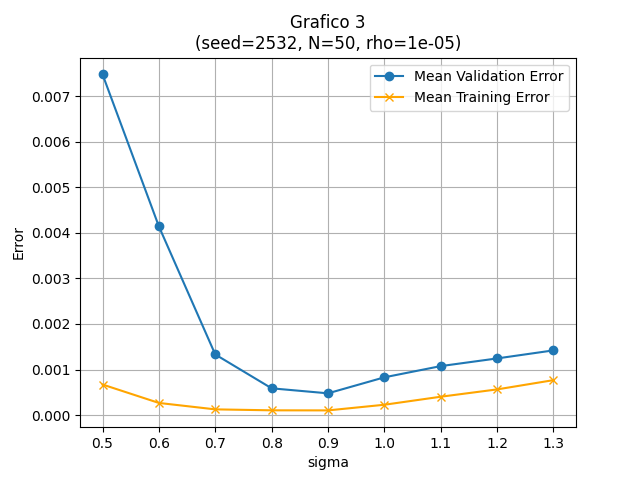 Grafico 3
(seed=2532, N=50, rho=1e-05)
Mean Validation Error
Mean Training Error
0.007
0.006
0.005
0.004
0.003
0.002
0.001
0.000
Error
0.5 0.6 0.7 0.8 0.9 1.0 1.1 1.2 1.3
sigma